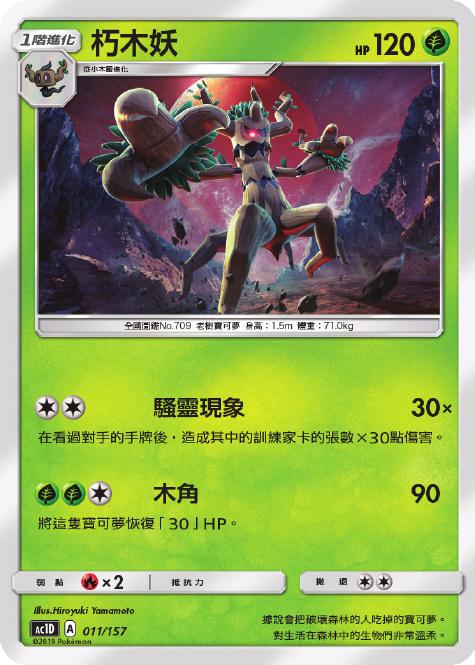 1階進化 朽木妖 HP 120
從小木靈進化
全國圖鑑No.709 老樹寶可夢 身高：1.5m 體重：71.0kg
騷靈現象 30×
在看過對手的手牌後，造成其中的訓練家卡的張數×30點傷害。
木角 90
將這隻寶可夢恢復「30」HP。
弱點 ×2 抵抗力 撤退
Illus.Hiroyuki Yamamoto
AC1D A 011/157
©2019 Pokémon
據說會把破壞森林的人吃掉的寶可夢。
對生活在森林中的生物們非常溫柔。